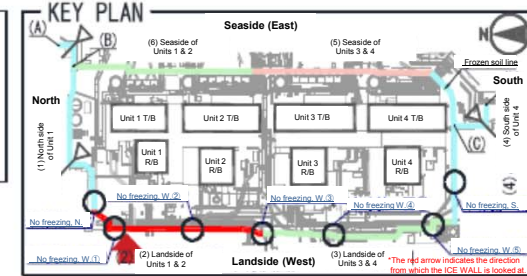 KEY PLAN
Seaside (East)
(A)
(B)
(6) Seaside of
Units 1 & 2
(5) Seaside of
Units 3 & 4
N
Frozen soil line
North
South
(1) North side
of Unit 1
Unit 1 T/B
Unit 2 T/B
Unit 3 T/B
Unit 4 T/B
(4) South side
of Unit 4
(C)
Unit 1
R/B
Unit 2
R/B
Unit 3
R/B
Unit 4
R/B
(4)
No freezing, N.
No freezing, W.②
No freezing, W.③
No freezing, W.④
No freezing, S.
No freezing, W.①
(2)
(2) Landside of
Units 1 & 2
Landside (West)
(3) Landside of
Units 3 & 4
No freezing, W.⑤
*The red arrow indicates the direction
from which the ICE WALL is looked at.